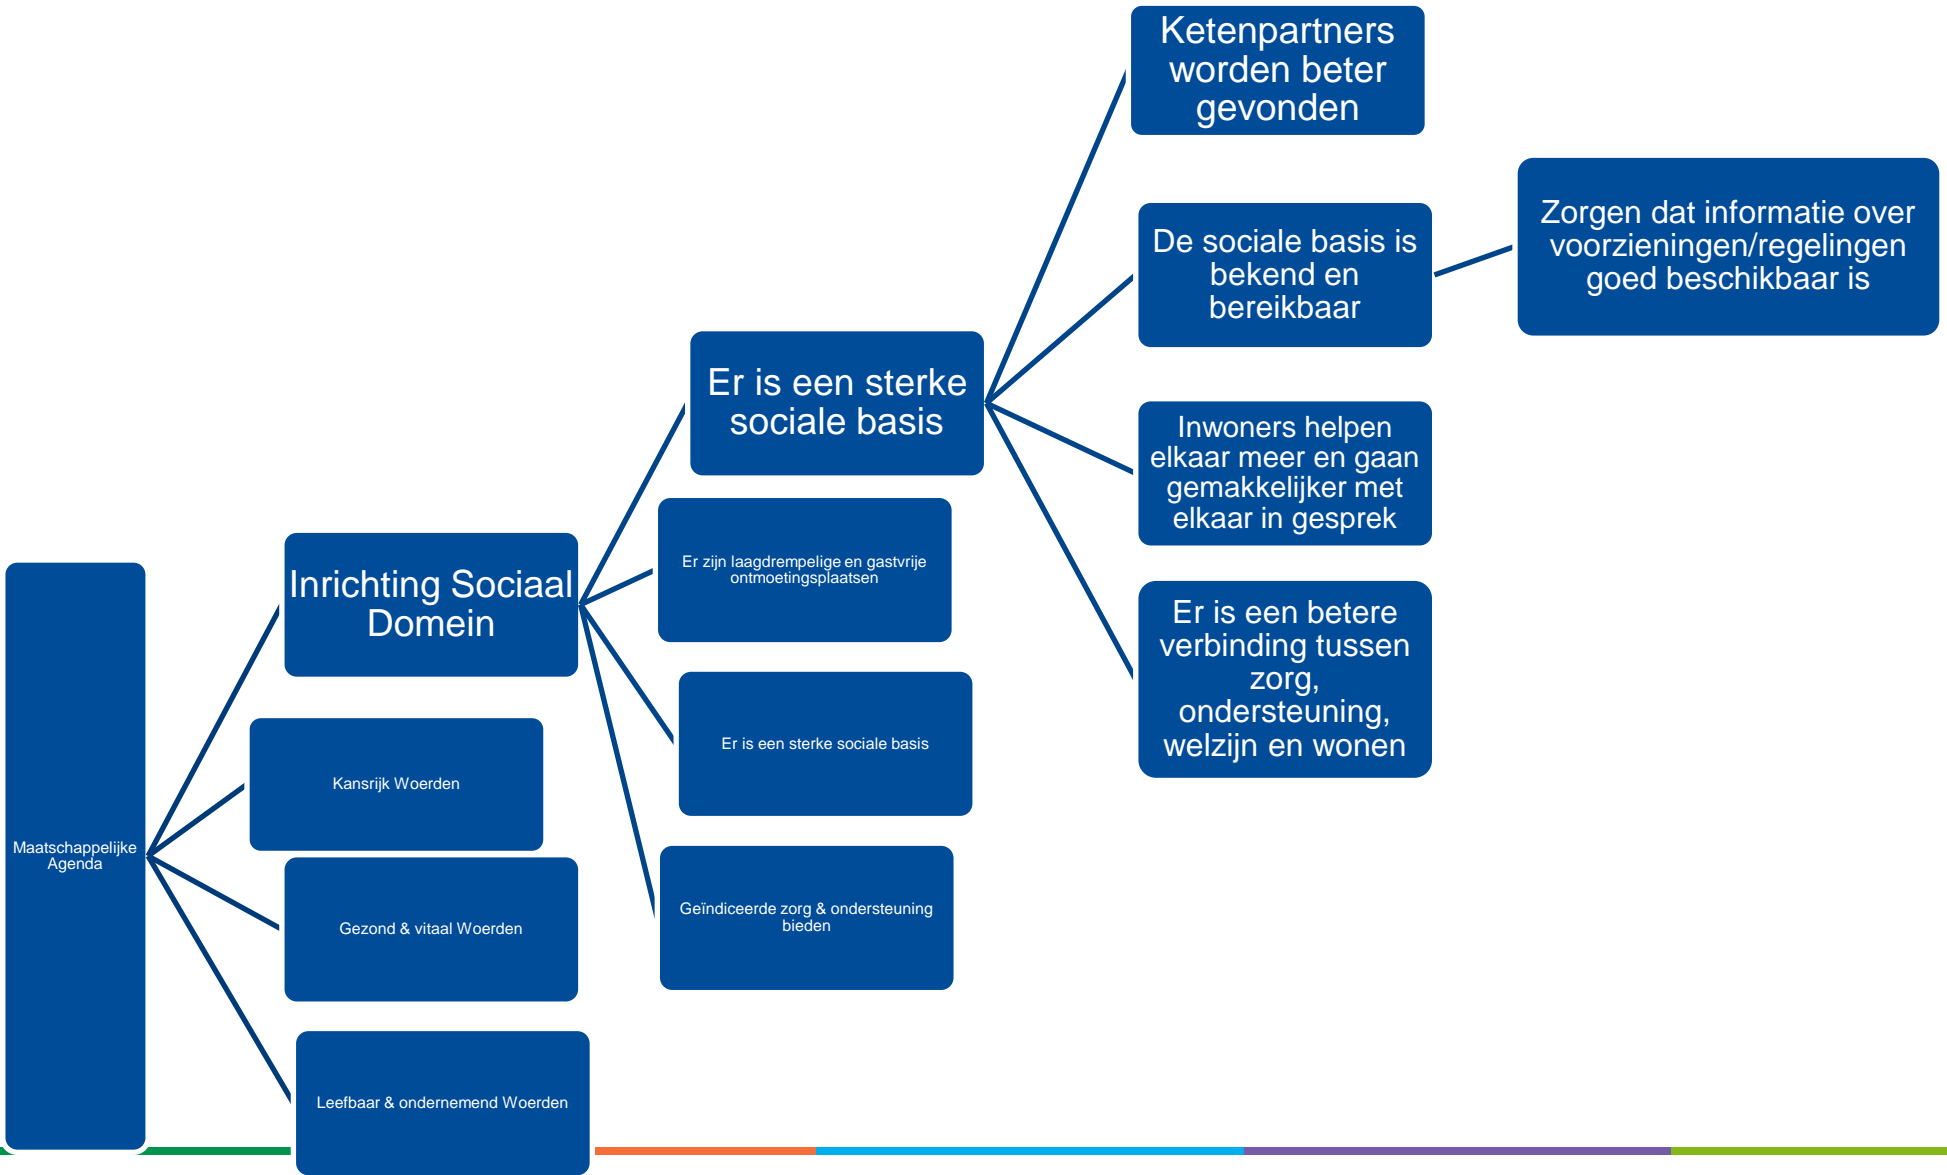 Maatschappelijke
Agenda
Inrichting Sociaal
Domein
Kansrijk Woerden
Gezond & vitaal Woerden
Leefbaar & ondernemend Woerden
Er is een sterke
sociale basis
Er zijn laagdrempelige en gastvrije
ontmoetingsplaatsen
Er is een sterke sociale basis
Geïndiceerde zorg & ondersteuning
bieden
Ketenpartners
worden beter
gevonden
De sociale basis is
bekend en
bereikbaar
Inwoners helpen
elkaar meer en gaan
gemakkelijker met
elkaar in gesprek
Er is een betere
verbinding tussen
zorg,
ondersteuning,
welzijn en wonen
Zorgen dat informatie over
voorzieningen/regelingen
goed beschikbaar is